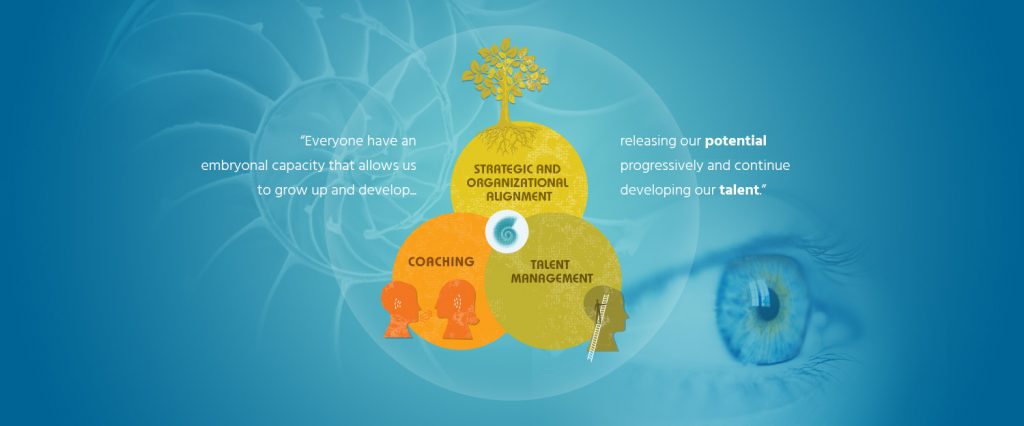 “Everyone have an
embryonal capacity that allows us
to grow up and develop...
releasing our potential
progressively and continue
developing our talent.”
STRATEGIC AND
ORGANIZATIONAL
ALIGNMENT
COACHING
TALENT
MANAGEMENT